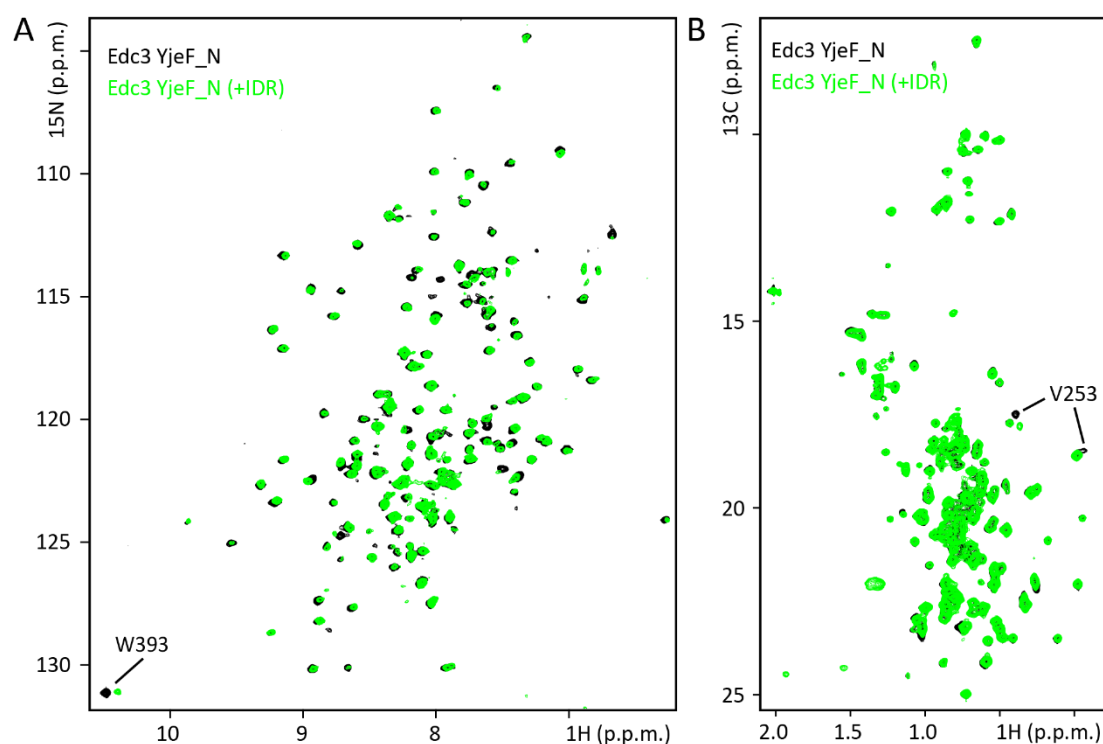 A
Edc3 YjeF_N
Edc3 YjeF_N (+IDR)
15N (p.p.m.)
110
115
120
125
130
W393
10
9
8
1H (p.p.m.)
B
Edc3 YjeF_N
Edc3 YjeF_N (+IDR)
13C (p.p.m.)
15
20
25
V253
2.0
1.5
1.0
1H (p.p.m.)